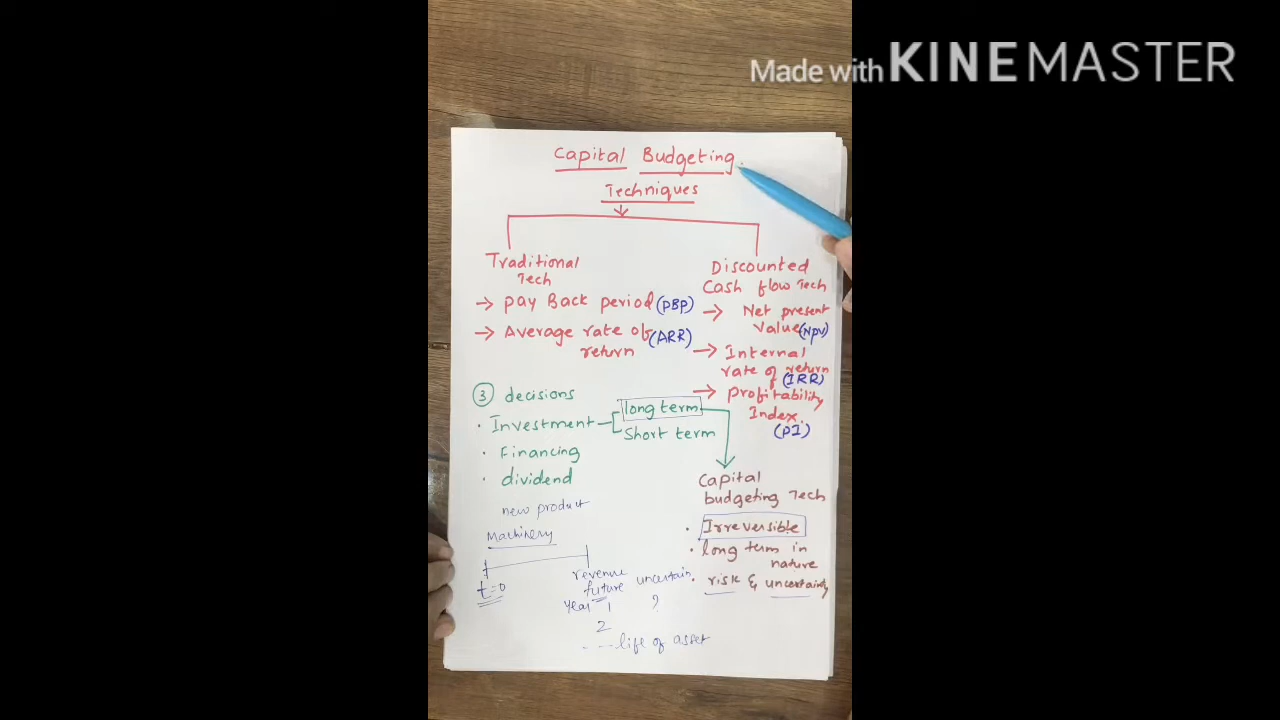 Made with KINEMASTER
Capital Budgeting
Techniques
Traditional
Tech
→ Pay Back period (PBP)
→ Average rate of (ARR)
return
Discounted
Cash flow Tech
→ Net present
Value (NPV)
→ Internal
rate of return
(IRR)
→ Profitability
Index.
(PI)
③ decisions
· Investment
long term
Short term
· Financing
· dividend
Capital
budgeting Tech
· Irreversible
· long term in
nature
· risk & uncertainty
new product
Machinery
t=0
revenue
future uncertain
year 1 ?
2
- - --life of asset